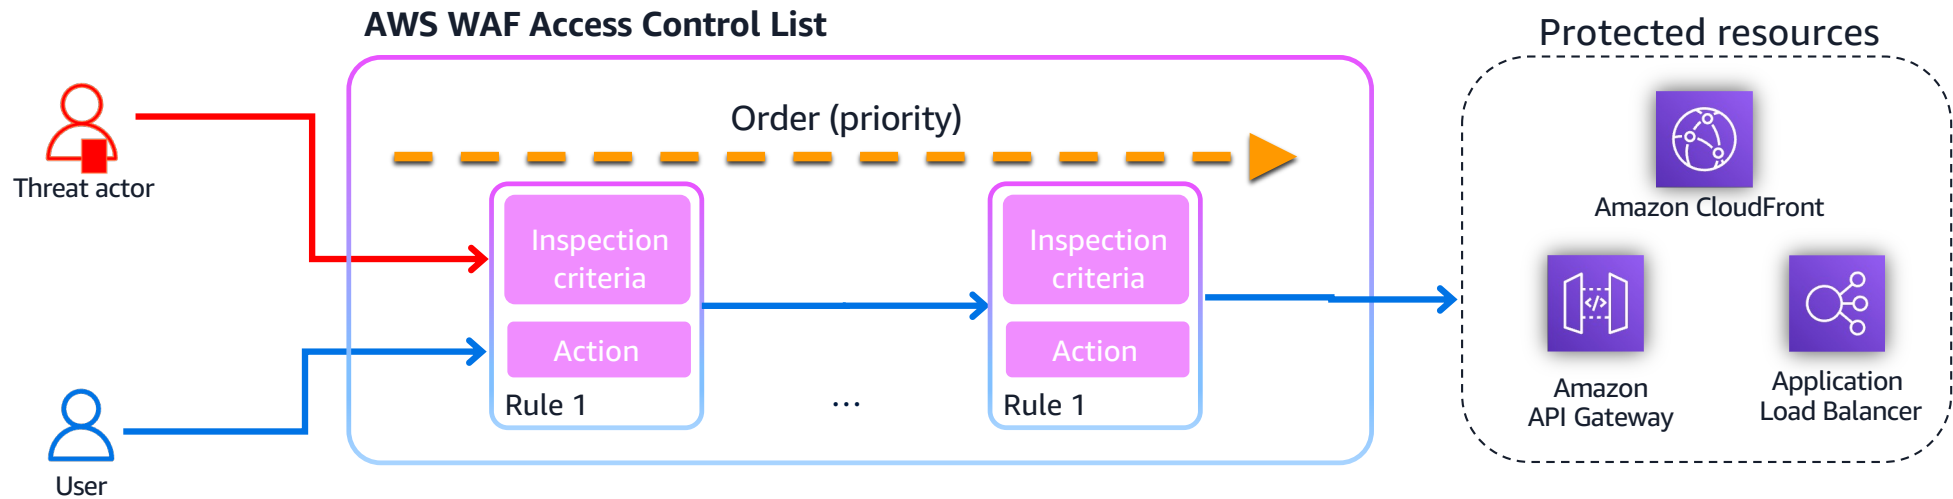 AWS WAF Access Control List
Protected resources
Order (priority)
Threat actor
Inspection
criteria
Action
Rule 1
...
Inspection
criteria
Action
Rule 1
User
Amazon CloudFront
</>
Amazon
API Gateway
Application
Load Balancer